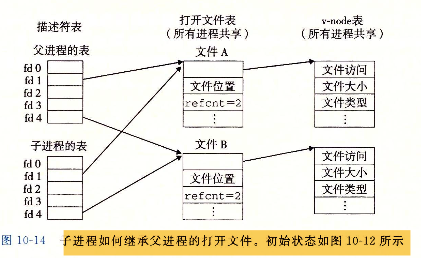 描述符表
父进程的表
fd 0
fd 1
fd 2
fd 3
fd 4
子进程的表
fd 0
fd 1
fd 2
fd 3
fd 4
打开文件表
(所有进程共享)
文件 A
文件位置
refcnt=2
⋮
文件 B
文件位置
refcnt=2
⋮
v-node表
(所有进程共享)
文件访问
文件大小
文件类型
⋮
文件访问
文件大小
文件类型
⋮
图 10-14 子进程如何继承父进程的打开文件。初始状态如图 10-12 所示